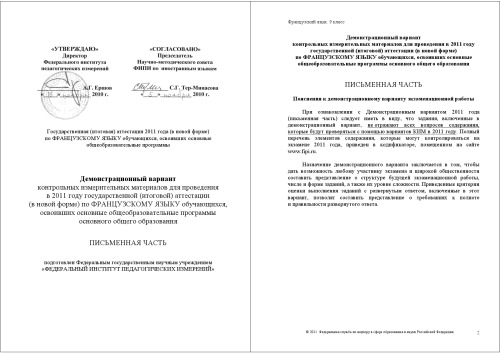 «УТВЕРЖДАЮ»
Директор
Федерального института
педагогических измерений
А.Г. Ершов
2010 г.
«СОГЛАСОВАНО»
Председатель
Научно-методического совета
ФИПИ по иностранным языкам
С.Г. Тер-Минасова
2010 г.
Государственная (итоговая) аттестация 2011 года (в новой форме)
по ФРАНЦУЗСКОМУ ЯЗЫКУ обучающихся, освоивших основные
общеобразовательные программы
Демонстрационный вариант
контрольных измерительных материалов для проведения
в 2011 году государственной (итоговой) аттестации
(в новой форме) по ФРАНЦУЗСКОМУ ЯЗЫКУ обучающихся,
освоивших основные общеобразовательные программы
основного общего образования
ПИСЬМЕННАЯ ЧАСТЬ
подготовлен Федеральным государственным научным учреждением
«ФЕДЕРАЛЬНЫЙ ИНСТИТУТ ПЕДАГОГИЧЕСКИХ ИЗМЕРЕНИЙ»
Французский язык. 9 класс
Демонстрационный вариант
контрольных измерительных материалов для проведения в 2011 году
государственной (итоговой) аттестации (в новой форме)
по ФРАНЦУЗСКОМУ ЯЗЫКУ обучающихся, освоивших основные
общеобразовательные программы основного общего образования
ПИСЬМЕННАЯ ЧАСТЬ
Пояснения к демонстрационному варианту экзаменационной работы
При ознакомлении с Демонстрационным вариантом 2011 года
(письменная часть) следует иметь в виду, что задания, включённые в
демонстрационный вариант, не отражают всех вопросов содержания,
которые будут проверяться с помощью вариантов КИМ в 2011 году. Полный
перечень элементов содержания, которые могут контролироваться на
экзамене 2011 года, приведен в кодификаторе, помещенном на сайте
www.fipi.ru.
Назначение демонстрационного варианта заключается в том, чтобы
дать возможность любому участнику экзамена и широкой общественности
составить представление о структуре будущей экзаменационной работы,
числе и форме заданий, а также их уровне сложности. Приведенные критерии
оценки выполнения заданий с развернутым ответом, включенные в этот
вариант, позволят составить представление о требованиях к полноте
и правильности развернутого ответа.
© 2011 Федеральная служба по надзору в сфере образования и науки Российской Федерации
2